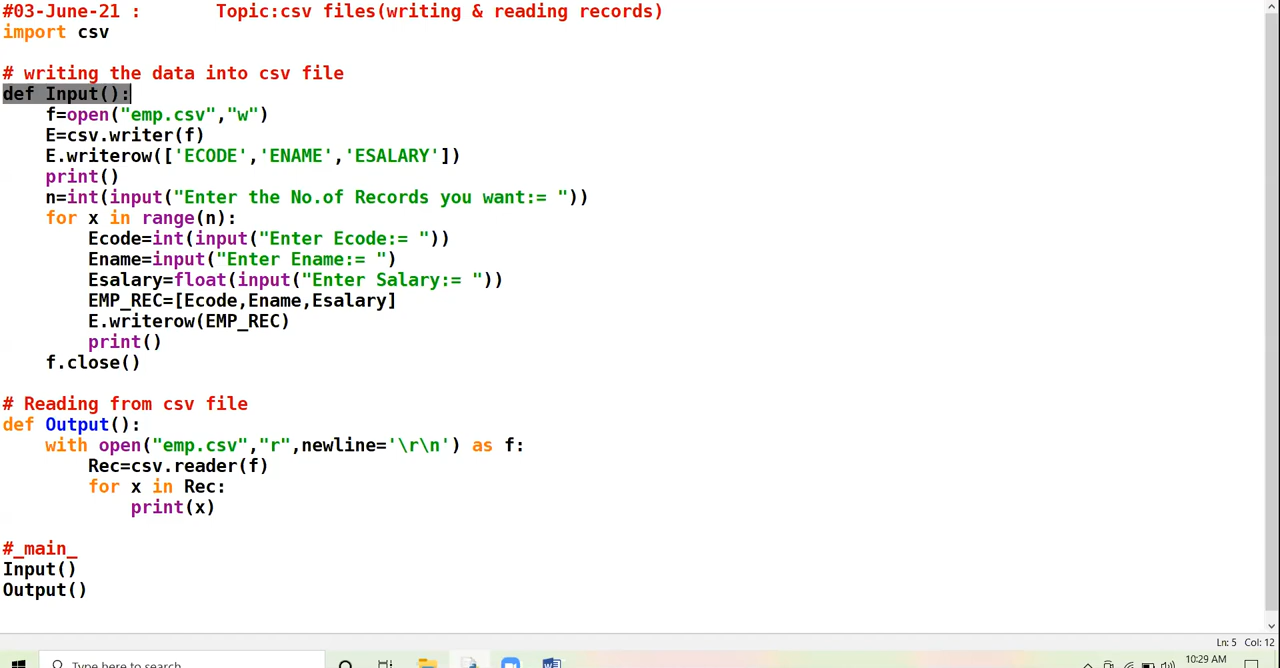 #03-June-21 :       Topic:csv files(writing & reading records)
import csv

# writing the data into csv file
def Input():
    f=open("emp.csv","w")
    E=csv.writer(f)
    E.writerow(['ECODE','ENAME','ESALARY'])
    print()
    n=int(input("Enter the No.of Records you want:= "))
    for x in range(n):
        Ecode=int(input("Enter Ecode:= "))
        Ename=input("Enter Ename:= ")
        Esalary=float(input("Enter Salary:= "))
        EMP_REC=[Ecode,Ename,Esalary]
        E.writerow(EMP_REC)
        print()
    f.close()

# Reading from csv file
def Output():
    with open("emp.csv","r",newline='\r\n') as f:
        Rec=csv.reader(f)
        for x in Rec:
            print(x)

#_main_
Input()
Output()
Ln: 5 Col: 12
Type here to search
10:29 AM